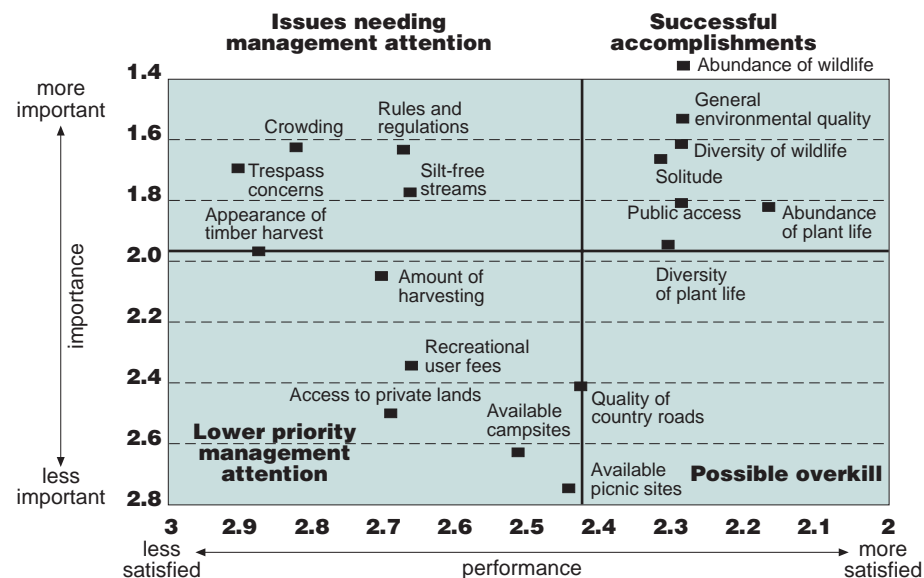 Issues needing
management attention
Successful
accomplishments
1.4
Abundance of wildlife
more
important
General
environmental quality
Rules and
regulations
Crowding
1.6
Diversity of wildlife
Trespass
concerns
Silt-free
streams
Solitude
1.8
Public access
Abundance
of plant life
Appearance of
timber harvest
2.0
importance
Amount of
harvesting
Diversity
of plant life
2.2
Recreational
user fees
2.4
Access to private lands
Quality of
country roads
Available
campsites
Lower priority
management
attention
2.6
less
important
Available
picnic sites
Possible overkill
2.8
3 2.9 2.8 2.7 2.6 2.5 2.4 2.3 2.2 2.1 2
less
satisfied
performance
more
satisfied